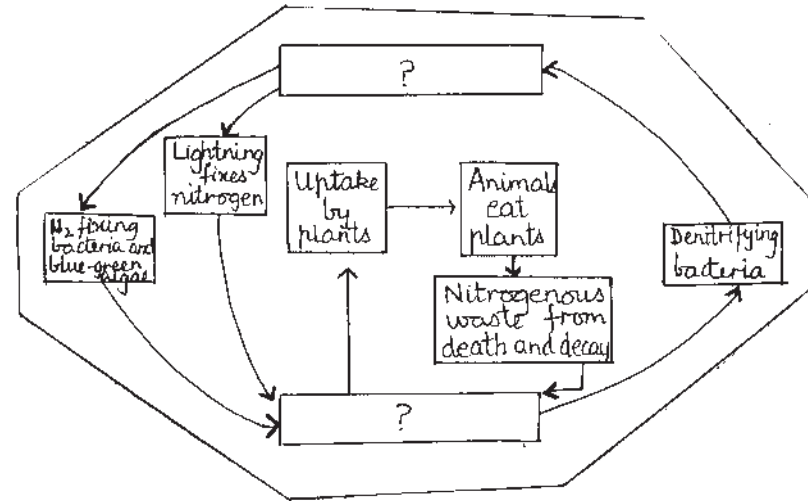 ?
Lightning
fixes
nitrogen
Uptake
by
plants
Animals
eat
plants
N₂ fixing
bacteria and
blue-green
algae
Denitrifying
bacteria
Nitrogenous
waste from
death and decay
?